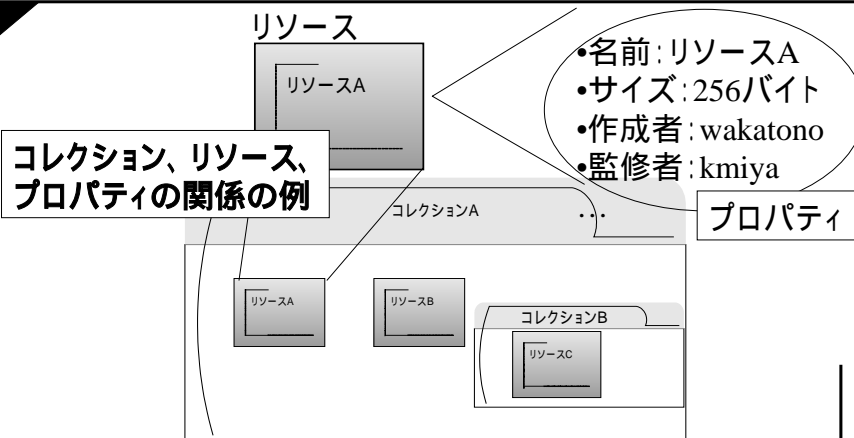 リソース
リソースA
•名前:リソースA
•サイズ:256バイト
•作成者:wakatono
•監修者:kmiya
プロパティ
コレクション、リソース、
プロパティの関係の例
コレクションA
...
リソースA
リソースB
コレクションB
リソースC